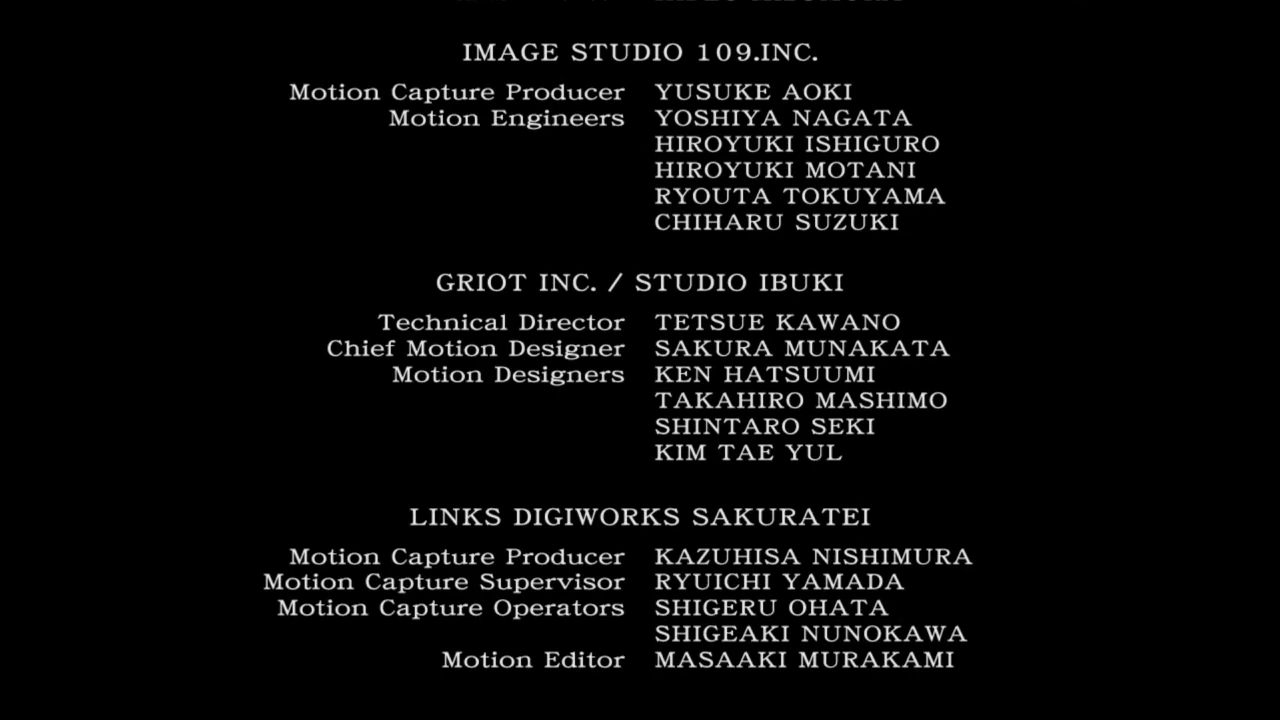 IMAGE STUDIO 109.INC.
Motion Capture Producer YUSUKE AOKI
Motion Engineers YOSHIYA NAGATA
HIROYUKI ISHIGURO
HIROYUKI MOTANI
RYOUTA TOKUYAMA
CHIHARU SUZUKI
GRIOT INC. / STUDIO IBUKI
Technical Director TETSUE KAWANO
Chief Motion Designer SAKURA MUNAKATA
Motion Designers KEN HATSUUMI
TAKAHIRO MASHIMO
SHINTARO SEKI
KIM TAE YUL
LINKS DIGIWORKS SAKURATEI
Motion Capture Producer KAZUHISA NISHIMURA
Motion Capture Supervisor RYUICHI YAMADA
Motion Capture Operators SHIGERU OHATA
SHIGEAKI NUNOKAWA
Motion Editor MASAAKI MURAKAMI